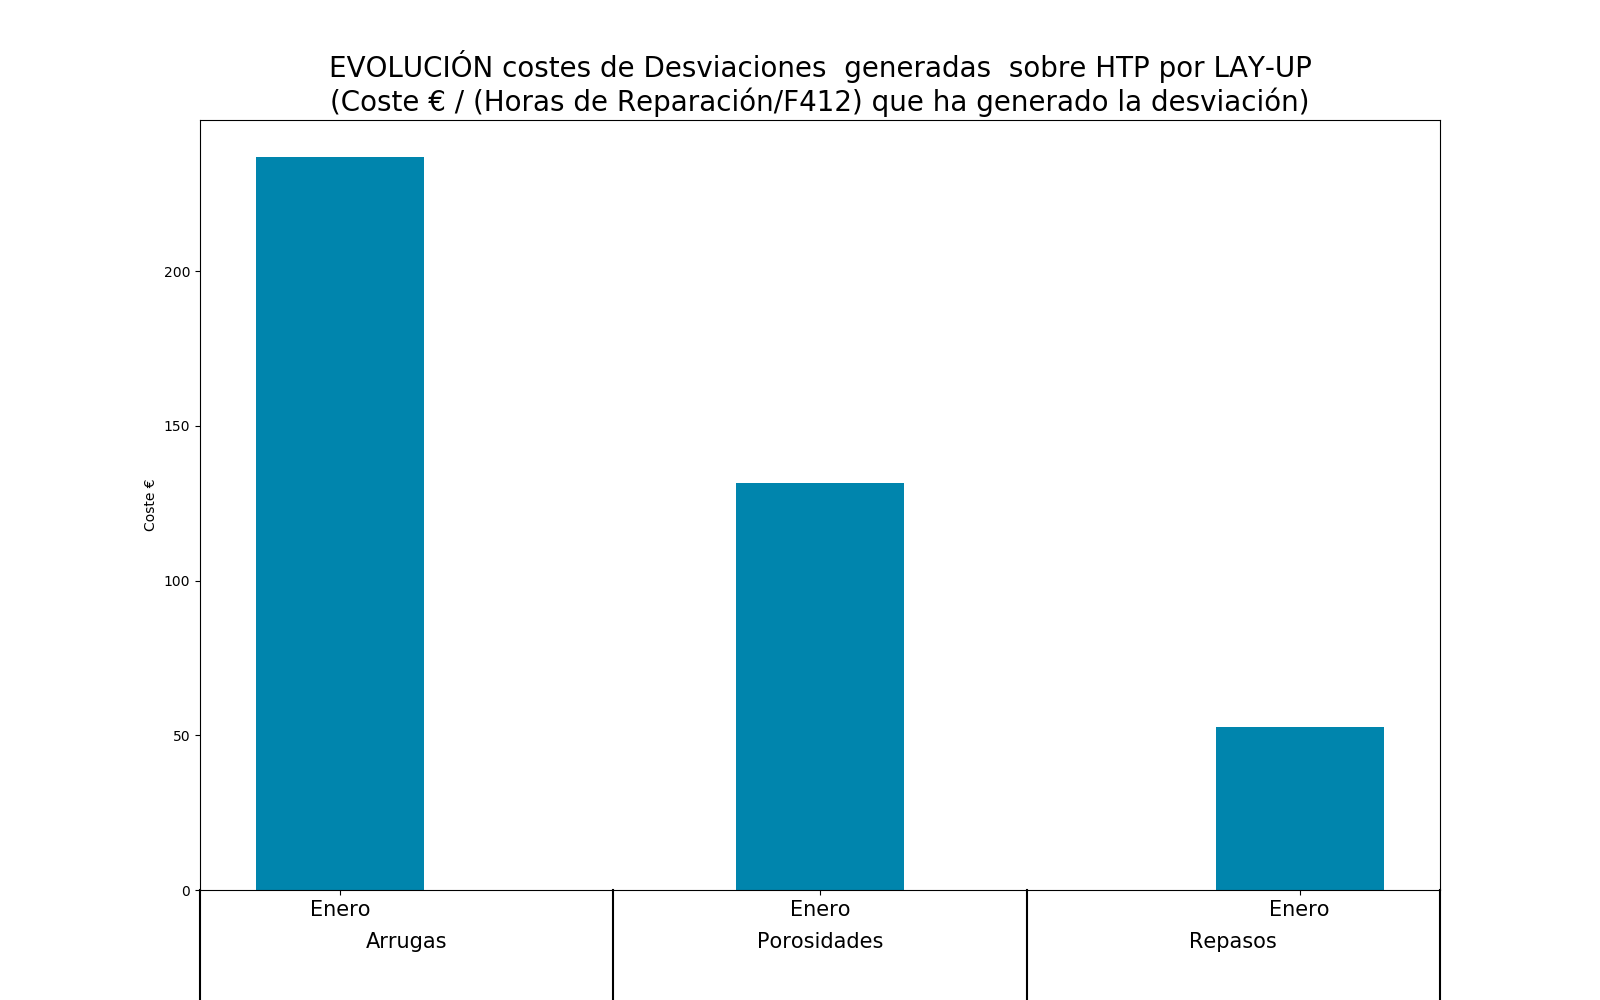 EVOLUCIÓN costes de Desviaciones  generadas  sobre HTP por LAY-UP
(Coste € / (Horas de Reparación/F412) que ha generado la desviación)
200
150
100
50
0
Coste €
Enero
Enero
Enero
Arrugas
Porosidades
Repasos